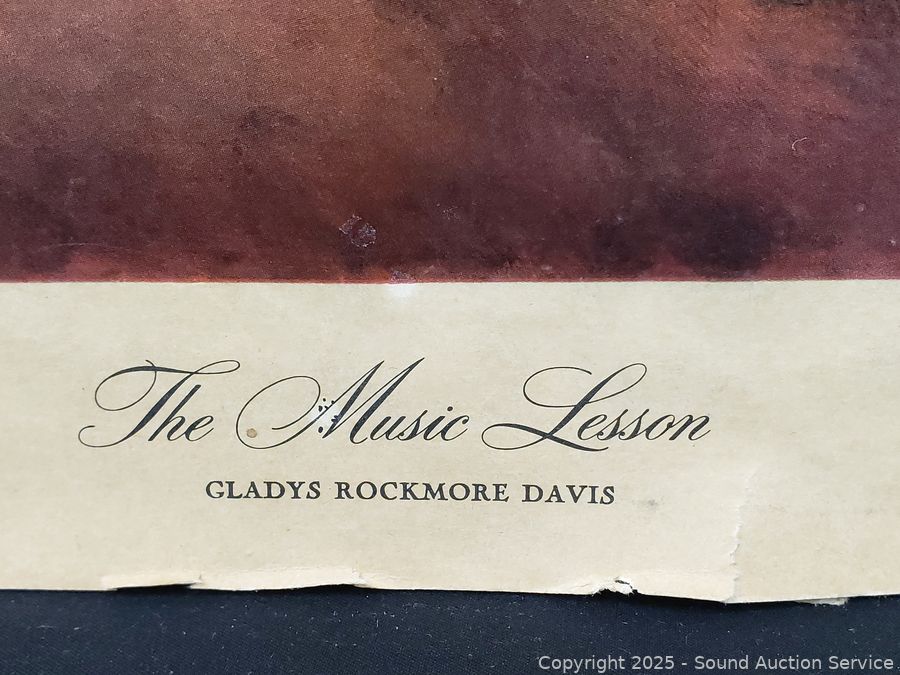 The Music Lesson
GLADYS ROCKMORE DAVIS
Copyright 2025 - Sound Auction Service